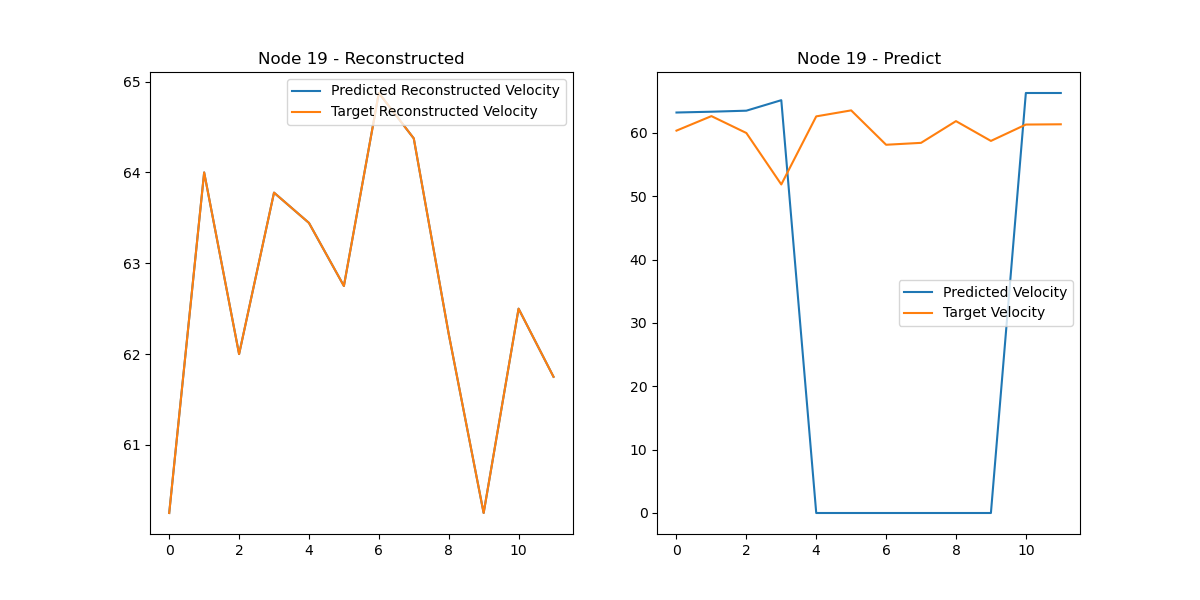 Node 19 - Reconstructed
Predicted Reconstructed Velocity
Target Reconstructed Velocity
65
64
63
62
61
0 2 4 6 8 10
Node 19 - Predict
Predicted Velocity
Target Velocity
60
50
40
30
20
10
0
0 2 4 6 8 10